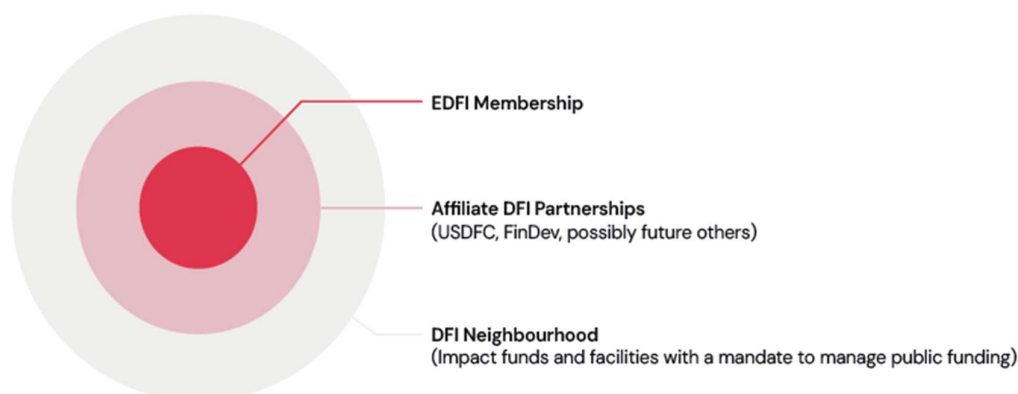 EDFI Membership
Affiliate DFI Partnerships
(USDFC, FinDev, possibly future others)
DFI Neighbourhood
(Impact funds and facilities with a mandate to manage public funding)